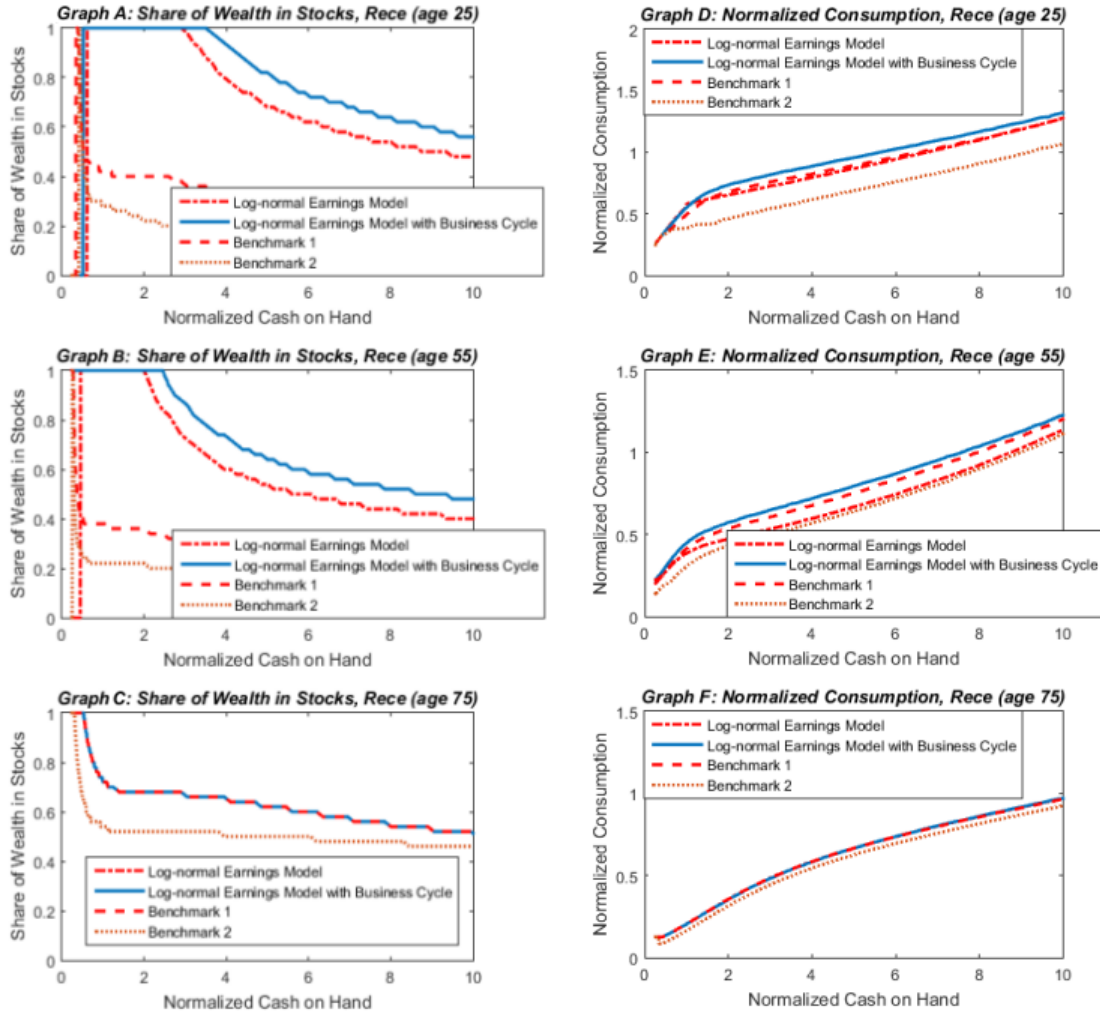 Graph A: Share of Wealth in Stocks, Rece (age 25)
Share of Wealth in Stocks
1
0.8
0.6
0.4
0.2
0
Log-normal Earnings Model
Log-normal Earnings Model with Business Cycle
Benchmark 1
Benchmark 2
0 2 4 6 8 10
Normalized Cash on Hand
Graph D: Normalized Consumption, Rece (age 25)
Normalized Consumption
2
1.5
1
0.5
0
Log-normal Earnings Model
Log-normal Earnings Model with Business Cycle
Benchmark 1
Benchmark 2
0 2 4 6 8 10
Normalized Cash on Hand
Graph B: Share of Wealth in Stocks, Rece (age 55)
Share of Wealth in Stocks
1
0.8
0.6
0.4
0.2
0
Log-normal Earnings Model
Log-normal Earnings Model with Business Cycle
Benchmark 1
Benchmark 2
0 2 4 6 8 10
Normalized Cash on Hand
Graph E: Normalized Consumption, Rece (age 55)
Normalized Consumption
1.5
1
0.5
0
Log-normal Earnings Model
Log-normal Earnings Model with Business Cycle
Benchmark 1
Benchmark 2
0 2 4 6 8 10
Normalized Cash on Hand
Graph C: Share of Wealth in Stocks, Rece (age 75)
Share of Wealth in Stocks
1
0.8
0.6
0.4
0.2
0
Log-normal Earnings Model
Log-normal Earnings Model with Business Cycle
Benchmark 1
Benchmark 2
0 2 4 6 8 10
Normalized Cash on Hand
Graph F: Normalized Consumption, Rece (age 75)
Normalized Consumption
1.5
1
0.5
0
Log-normal Earnings Model
Log-normal Earnings Model with Business Cycle
Benchmark 1
Benchmark 2
0 2 4 6 8 10
Normalized Cash on Hand